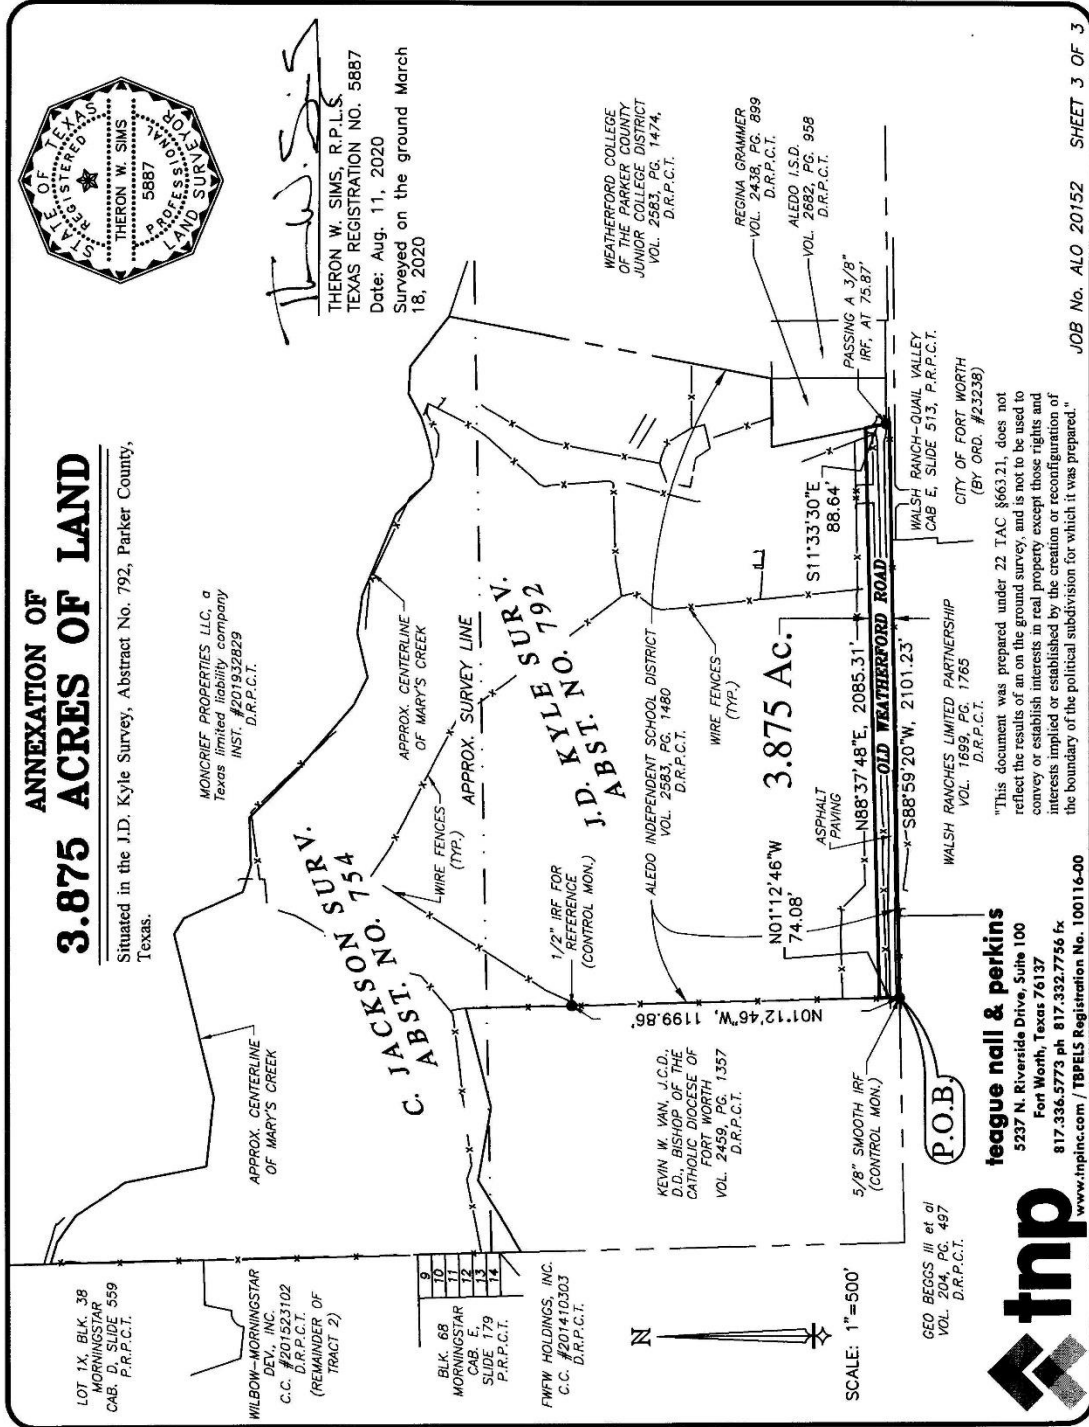 ANNEXATION OF
3.875 ACRES OF LAND
Situated in the J.D. Kyle Survey, Abstract No. 792, Parker County,
Texas.
STATE OF TEXAS
REGISTERED
THERON W. SIMS
5887
PROFESSIONAL
LAND SURVEYOR
THERON W. SIMS, R.P.L.S.
TEXAS REGISTRATION NO. 5887
Date: Aug. 11, 2020
Surveyed on the ground March
18, 2020
LOT 1X, BLK. 38
MORNINGSTAR
CAB. D, SLIDE 559
P.R.P.C.T.
WILBOW-MORNINGSTAR
DEV., INC.
C.C. #201523102
D.R.P.C.T.
(REMAINDER OF
TRACT 2)
9
10
11
12
13
14
BLK. 68
MORNINGSTAR
CAB. E,
SLIDE 179
P.R.P.C.T.
FWFW HOLDINGS, INC.
C.C. #201410303
D.R.P.C.T.
APPROX. CENTERLINE
OF MARY'S CREEK
MONCRIEF PROPERTIES LLC, a
Texas limited liability company
INST. #201932829
D.R.P.C.T.
APPROX. CENTERLINE
OF MARY'S CREEK
C. JACKSON SURV.
ABST. NO. 754
WIRE FENCES
(TYP.)
APPROX. SURVEY LINE
J.D. KYLE SURV.
ABST. NO. 792
1/2" IRF FOR
REFERENCE
(CONTROL MON.)
ALEDO INDEPENDENT SCHOOL DISTRICT
VOL. 2583, PG. 1480
D.R.P.C.T.
WIRE FENCES
(TYP.)
WEATHERFORD COLLEGE
OF THE PARKER COUNTY
JUNIOR COLLEGE DISTRICT
VOL. 2583, PG. 1474,
D.R.P.C.T.
REGINA GRAMMER
VOL. 2438, PG. 899
D.R.P.C.T.
ALEDO I.S.D.
VOL. 2682, PG. 958
D.R.P.C.T.
PASSING A 3/8"
IRF, AT 75.87'
KEVIN W. VAN, J.C.D.,
D.D., BISHOP OF THE
CATHOLIC DIOCESE OF
FORT WORTH
VOL. 2459, PG. 1357
D.R.P.C.T.
N01°12'46"W, 1199.86'
N01°12'46"W
74.08'
3.875 Ac.
S11°33'30"E
88.64'
ASPHALT
PAVING
N88°37'48"E, 2085.31'
OLD WEATHERFORD ROAD
S88°59'20"W, 2101.23'
5/8" SMOOTH IRF
(CONTROL MON.)
P.O.B.
WALSH RANCHES LIMITED PARTNERSHIP
VOL. 1699, PG. 1765
D.R.P.C.T.
WALSH RANCH-QUAIL VALLEY
CAB E, SLIDE 513, P.R.P.C.T.
CITY OF FORT WORTH
(BY ORD. #23238)
N
SCALE: 1"=500'
GEO BEGGS III et al
VOL. 204, PG. 497
D.R.P.C.T.
tnp
teague nall & perkins
5237 N. Riverside Drive, Suite 100
Fort Worth, Texas 76137
817.336.5773 ph 817.332.7756 fx
www.tnpinc.com / TBPELS Registration No. 100116-00
"This document was prepared under 22 TAC §663.21, does not
reflect the results of an on the ground survey, and is not to be used to
convey or establish interests in real property except those rights and
interests implied or established by the creation or reconfiguration of
the boundary of the political subdivision for which it was prepared."
JOB No. ALO 20152 SHEET 3 OF 3